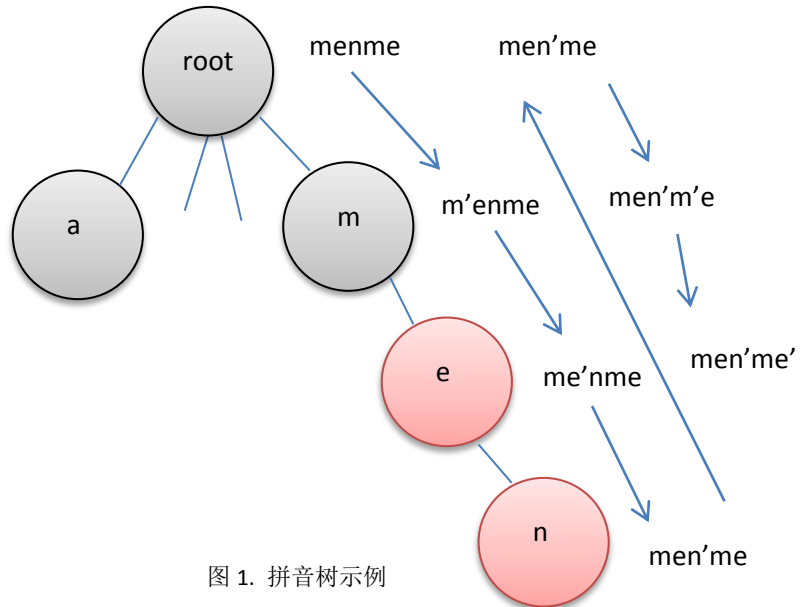 root
menme
men’me
a
m
m’enme
men’m’e
e
me’nme
men’me’
n
men’me
图 1. 拼音树示例